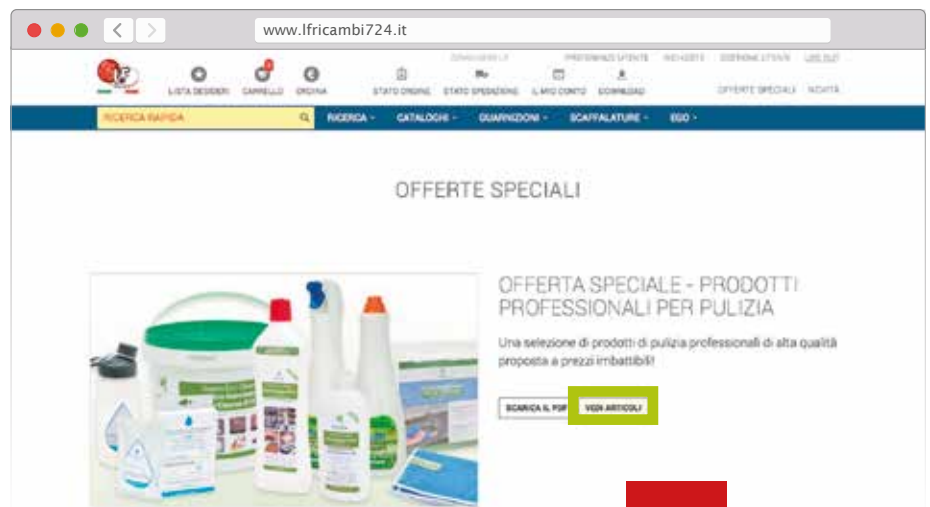 www.lfricambi724.it
LISTA DESIDERI CARRELLO ORDINA STATO ORDINE STATO SPEDIZIONE IL MIO CONTO DOWNLOAD OFFERTE SPECIALI NOVITÀ
RICERCA RAPIDA RICERCA CATALOGHI GUARNIZIONI SCAFFALATURE EGO
OFFERTE SPECIALI
OFFERTA SPECIALE - PRODOTTI
PROFESSIONALI PER PULIZIA
Una selezione di prodotti di pulizia professionali di alta qualità
proposta a prezzi imbattibili!
SCARICA IL PDF VEDI ARTICOLI